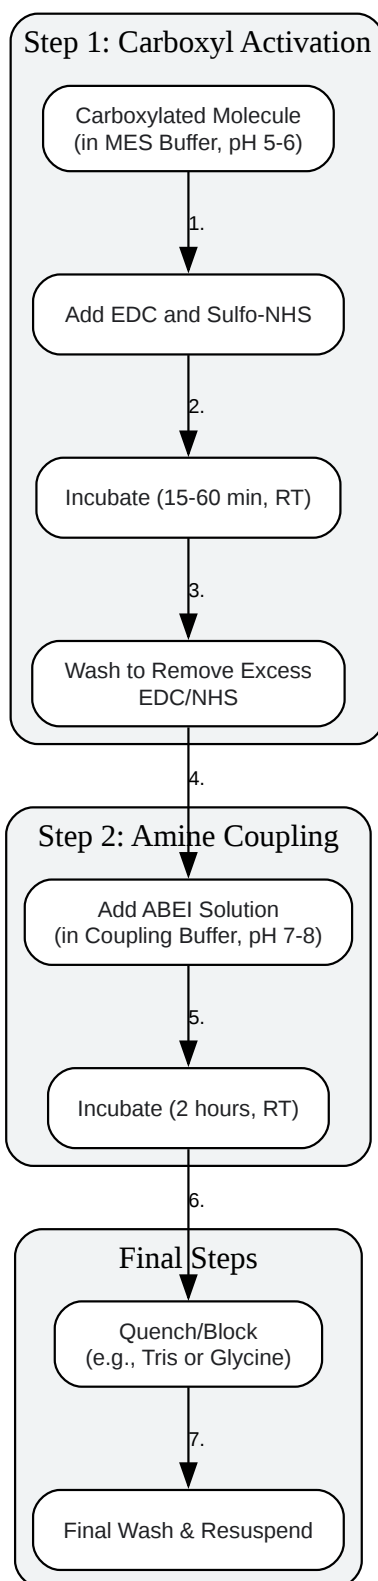 Step 1: Carboxyl Activation
Carboxylated Molecule
(in MES Buffer, pH 5-6)
1.
Add EDC and Sulfo-NHS
2.
Incubate (15-60 min, RT)
3.
Wash to Remove Excess
EDC/NHS
4.
Step 2: Amine Coupling
Add ABEI Solution
(in Coupling Buffer, pH 7-8)
5.
Incubate (2 hours, RT)
6.
Final Steps
Quench/Block
(e.g., Tris or Glycine)
7.
Final Wash & Resuspend